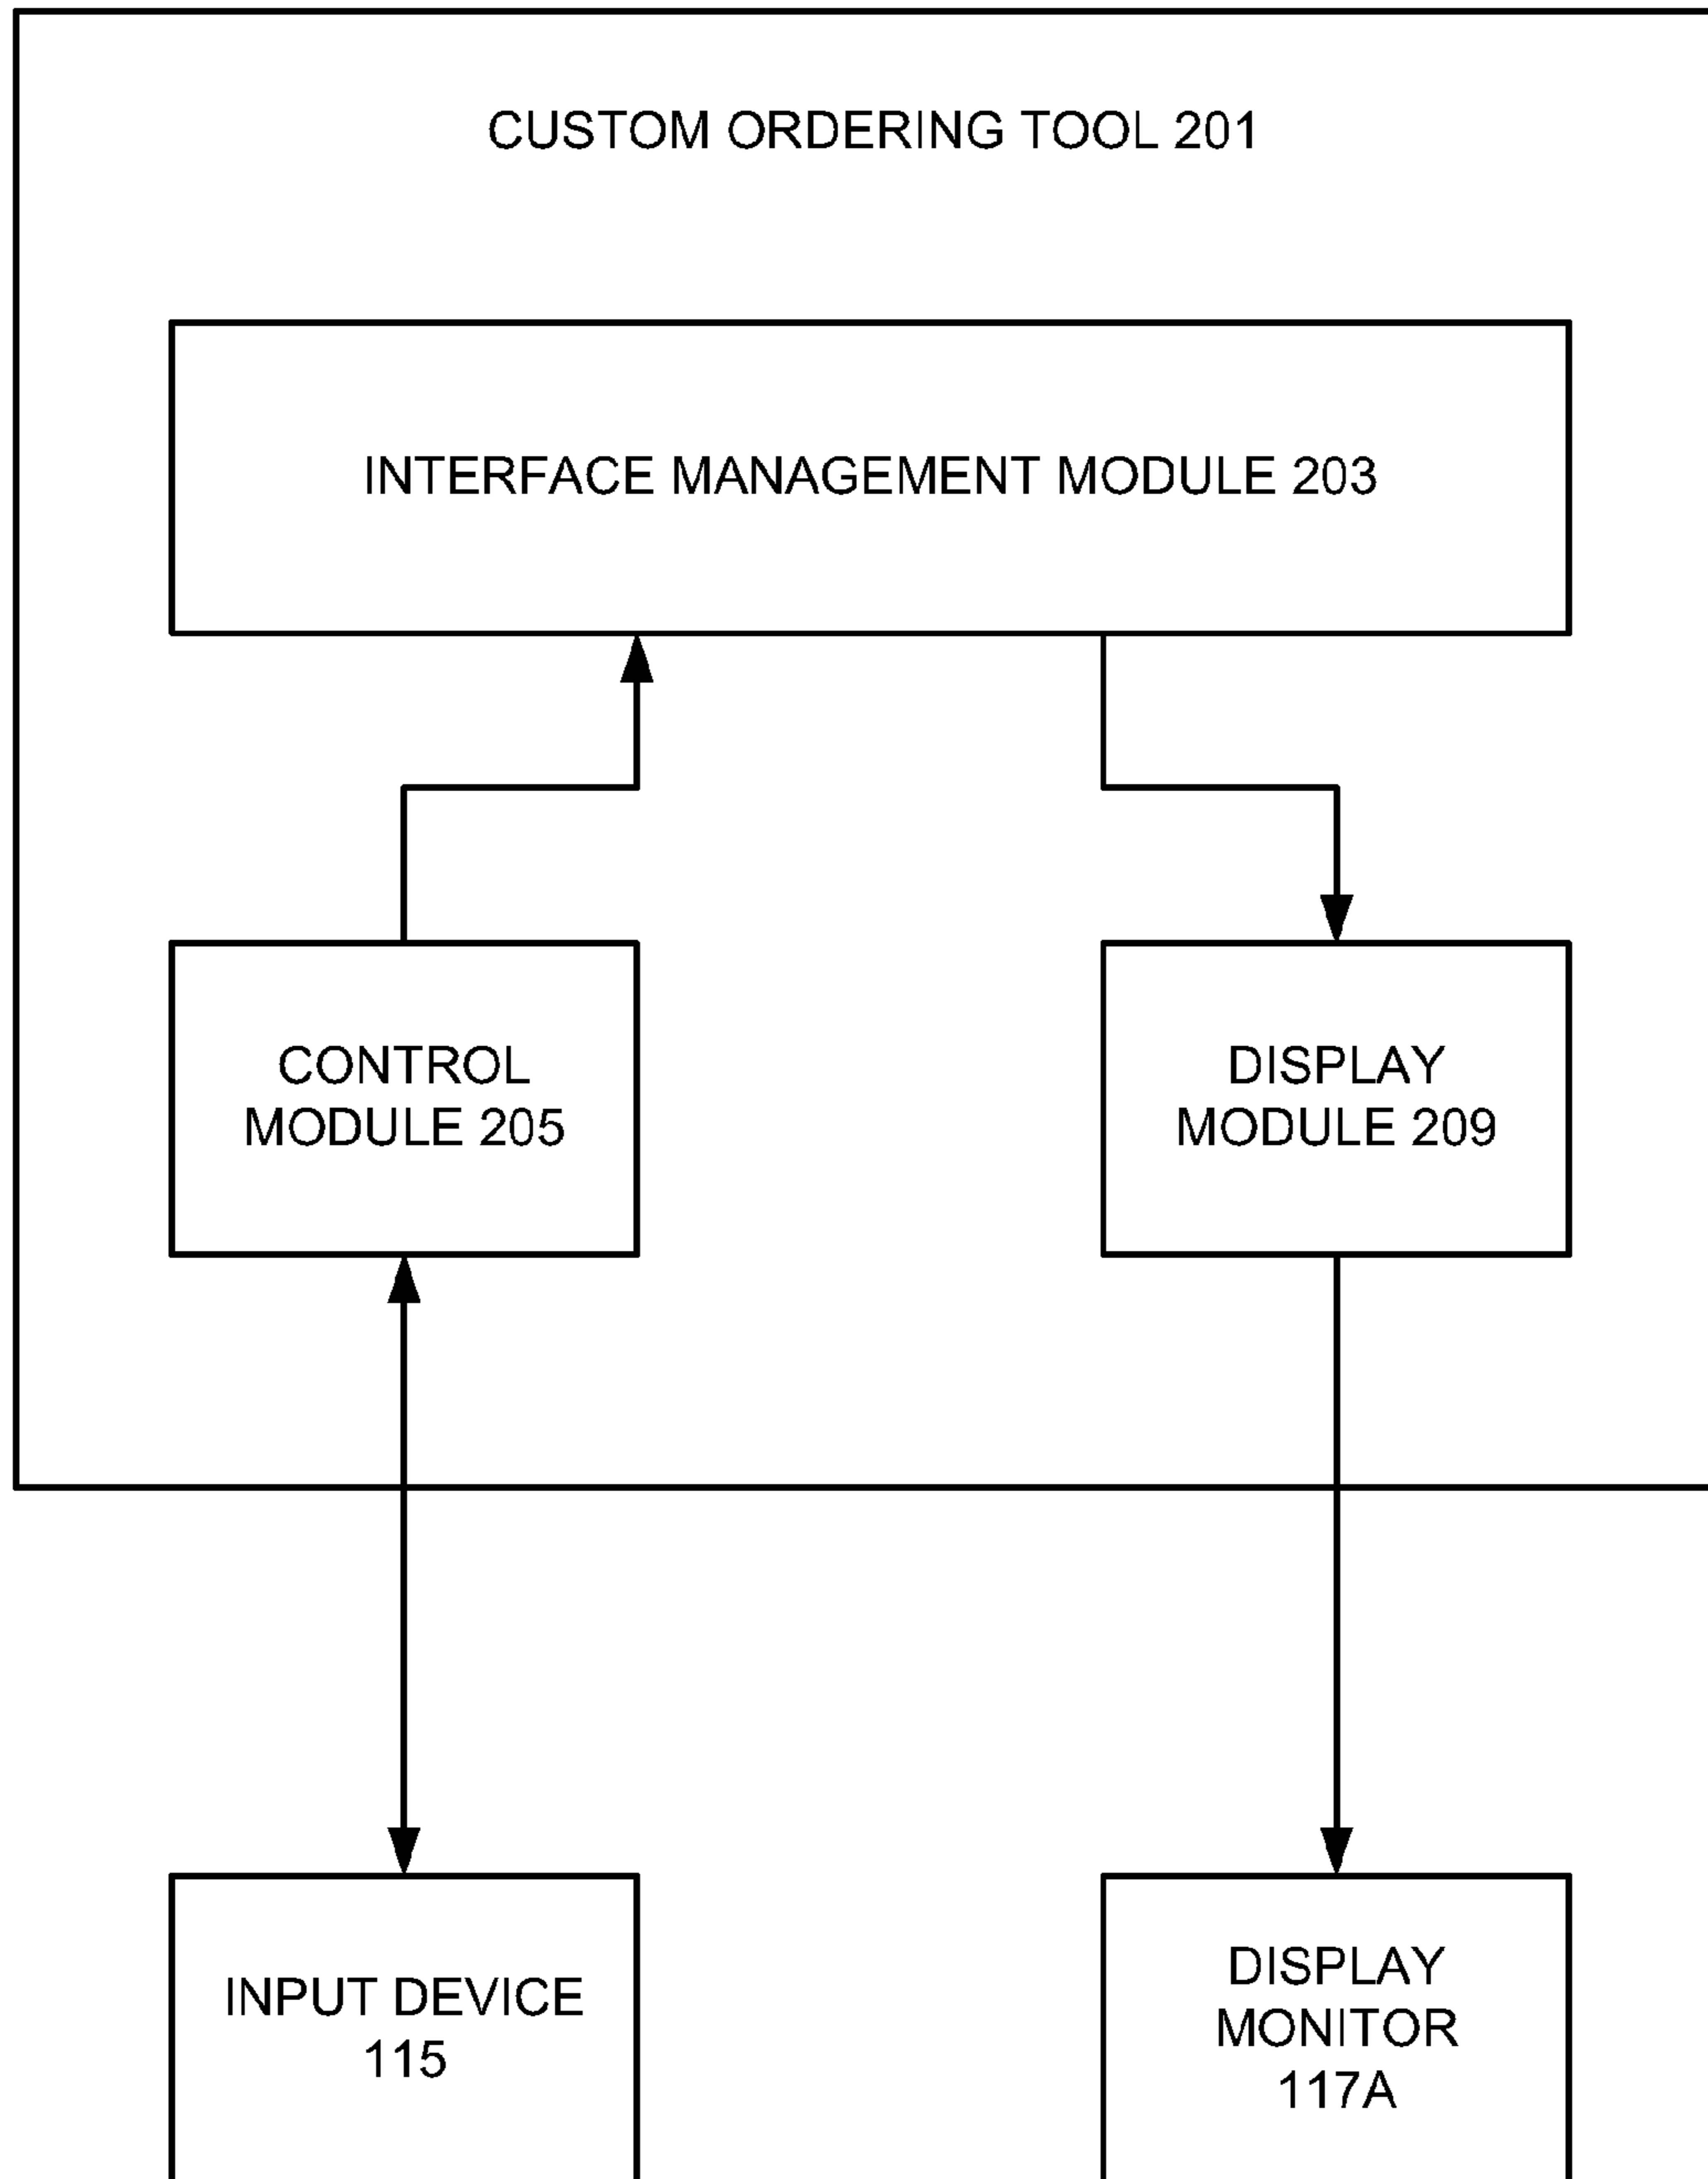 CUSTOM ORDERING TOOL 201
INTERFACE MANAGEMENT MODULE 203
CONTROL
MODULE 205
DISPLAY
MODULE 209
INPUT DEVICE
115
DISPLAY
MONITOR
117A